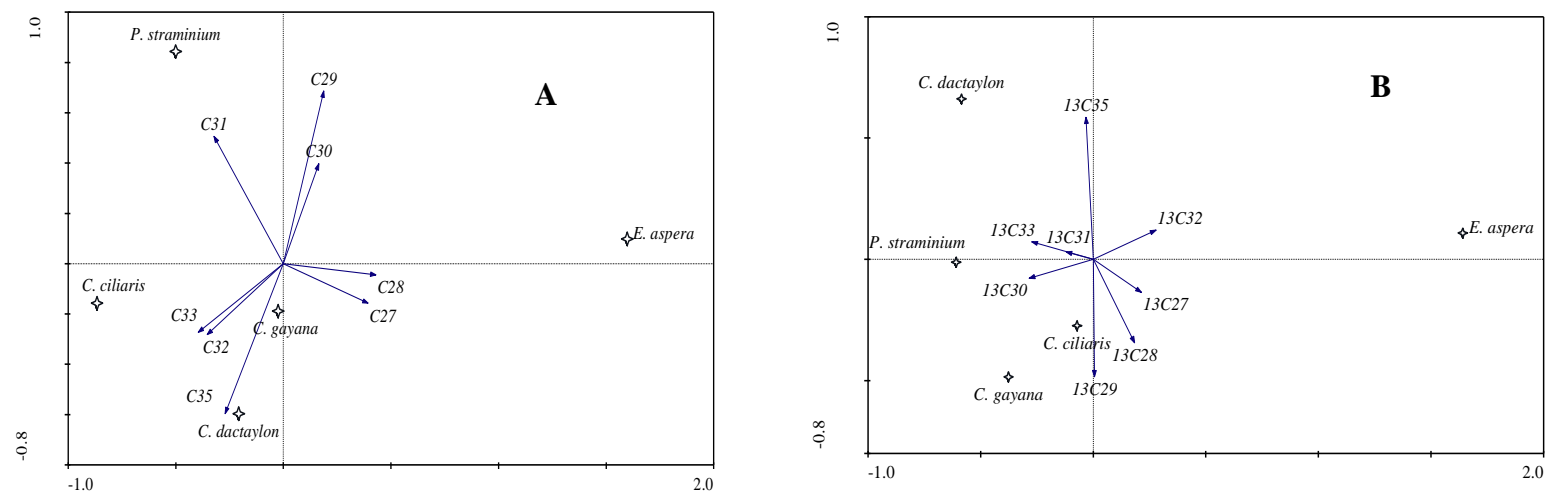 1.0
P. straminium
C29
A
C31
C30
E. aspera
C. ciliaris
C28
C33
C. gayana
C27
C32
C35
C. dactaylon
-0.8
-1.0
2.0
1.0
C. dactaylon
B
13C35
13C32
13C33
13C31
E. aspera
P. straminium
13C30
13C27
C. ciliaris
13C28
13C29
C. gayana
-0.8
-1.0
2.0